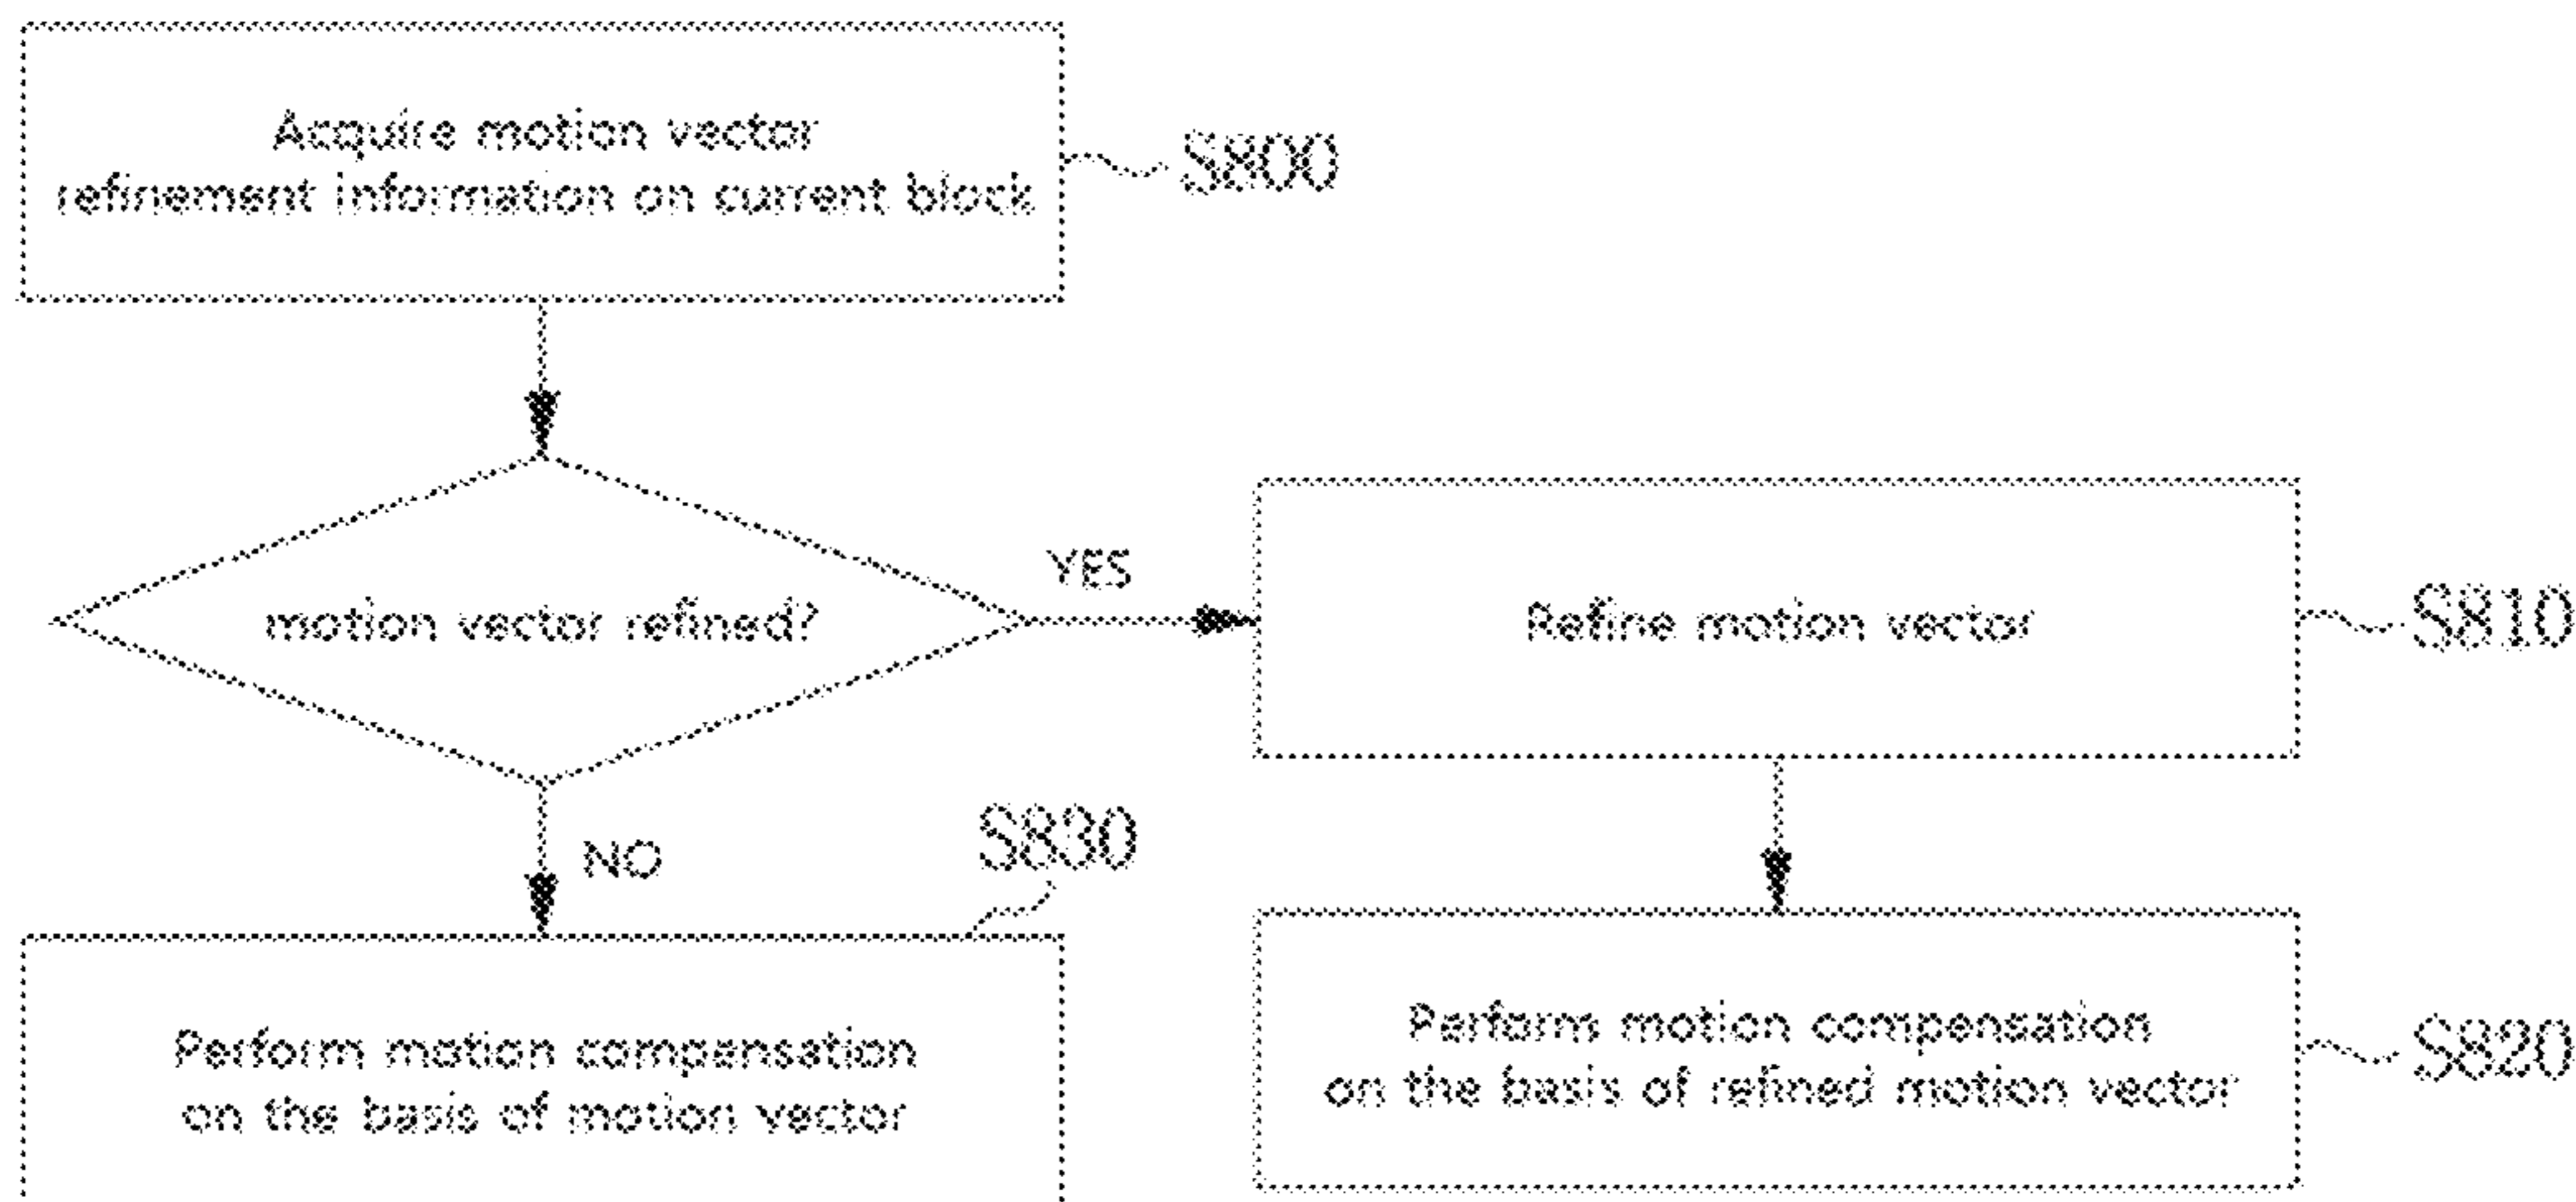 Acquire motion vector
refinement information on current block
S800
motion vector refined?
YES
Refine motion vector
S810
NO
S830
Perform motion compensation
on the basis of motion vector
Perform motion compensation
on the basis of refined motion vector
S820